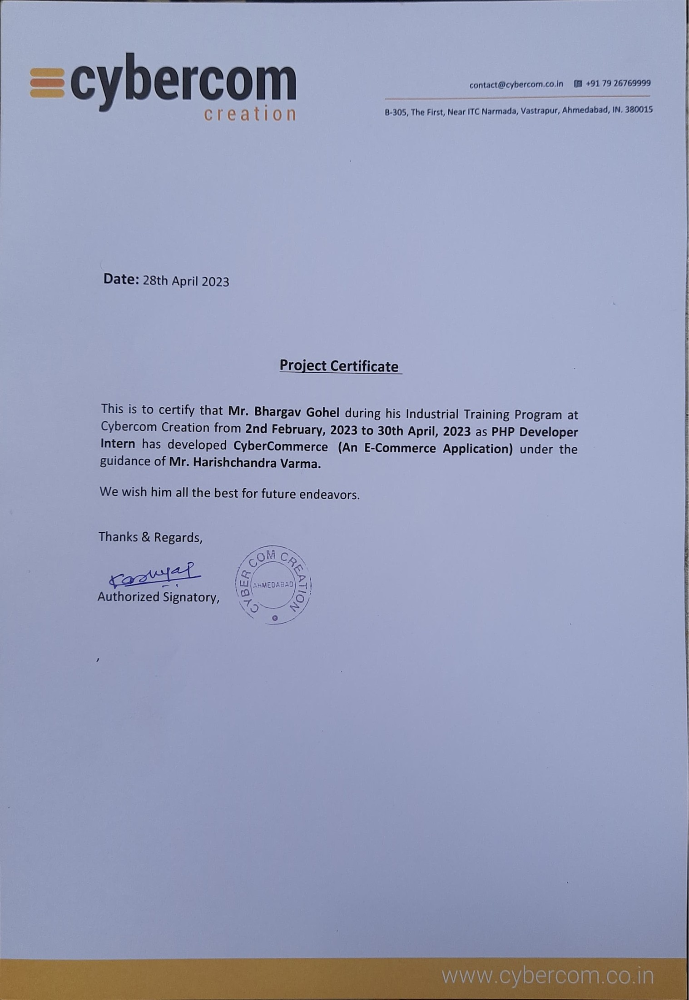 cybercom
creation
contact@cybercom.co.in +91 79 26769999
B-305, The First, Near ITC Narmada, Vastrapur, Ahmedabad, IN. 380015
Date: 28th April 2023
Project Certificate
This is to certify that Mr. Bhargav Gohel during his Industrial Training Program at
Cybercom Creation from 2nd February, 2023 to 30th April, 2023 as PHP Developer
Intern has developed CyberCommerce (An E-Commerce Application) under the
guidance of Mr. Harishchandra Varma.
We wish him all the best for future endeavors.
Thanks & Regards,
Kashyap
Authorized Signatory,
CYBER COM CREATION
AhMEDABAD
www.cybercom.co.in